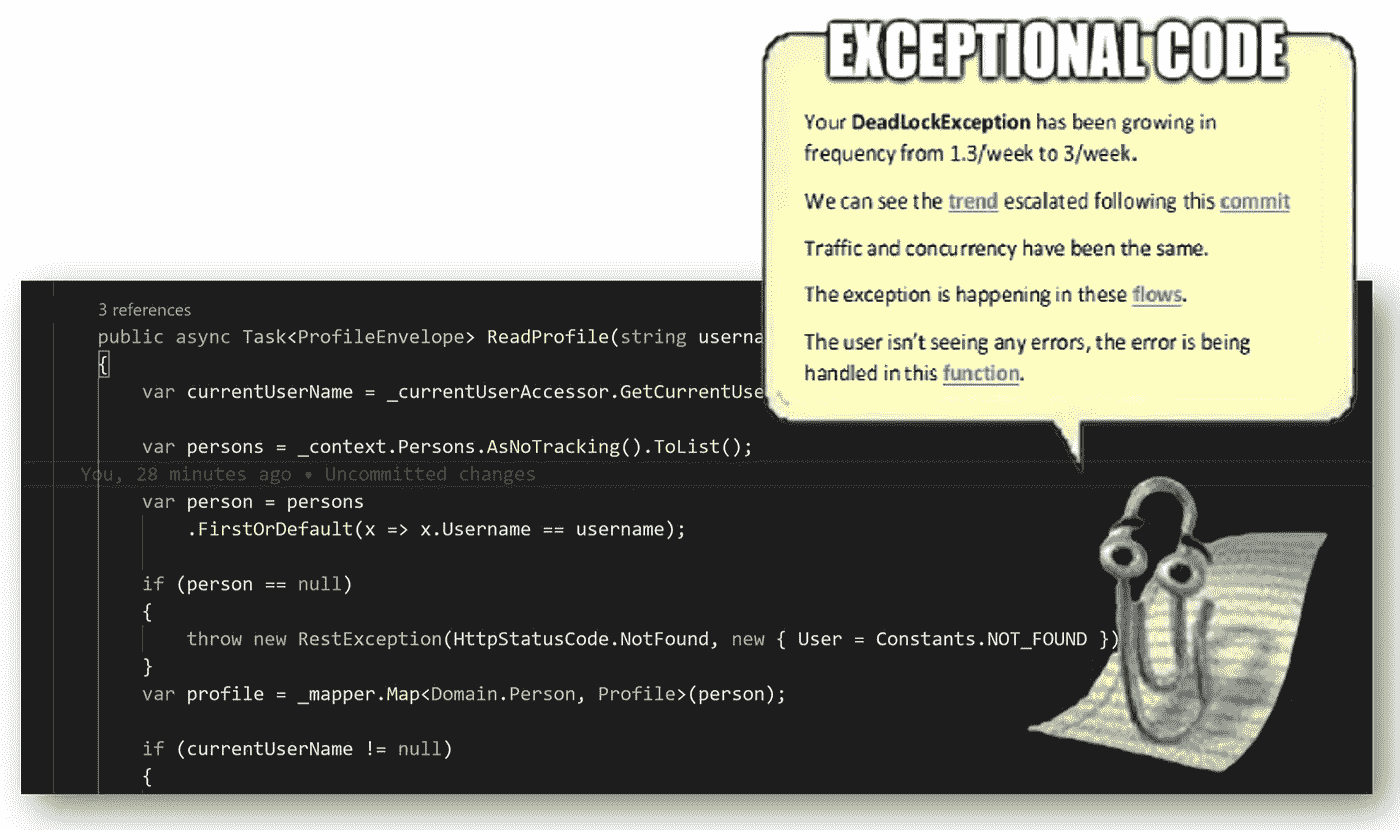 EXCEPTIONAL CODE
Your DeadLockException has been growing in
frequency from 1.3/week to 3/week.
We can see the trend escalated following this commit
Traffic and concurrency have been the same.
The exception is happening in these flows.
The user isn't seeing any errors, the error is being
handled in this function.
3 references
public async Task<ProfileEnvelope> ReadProfile(string userna
{
var currentUserName = _currentUserAccessor.GetCurrentUse
var persons = _context.Persons.AsNoTracking().ToList();
You, 28 minutes ago • Uncommitted changes
var person = persons
.FirstOrDefault(x => x.Username == username);
if (person == null)
{
throw new RestException(HttpStatusCode.NotFound, new { User = Constants.NOT_FOUND })
}
var profile = _mapper.Map<Domain.Person, Profile>(person);
if (currentUserName != null)
{